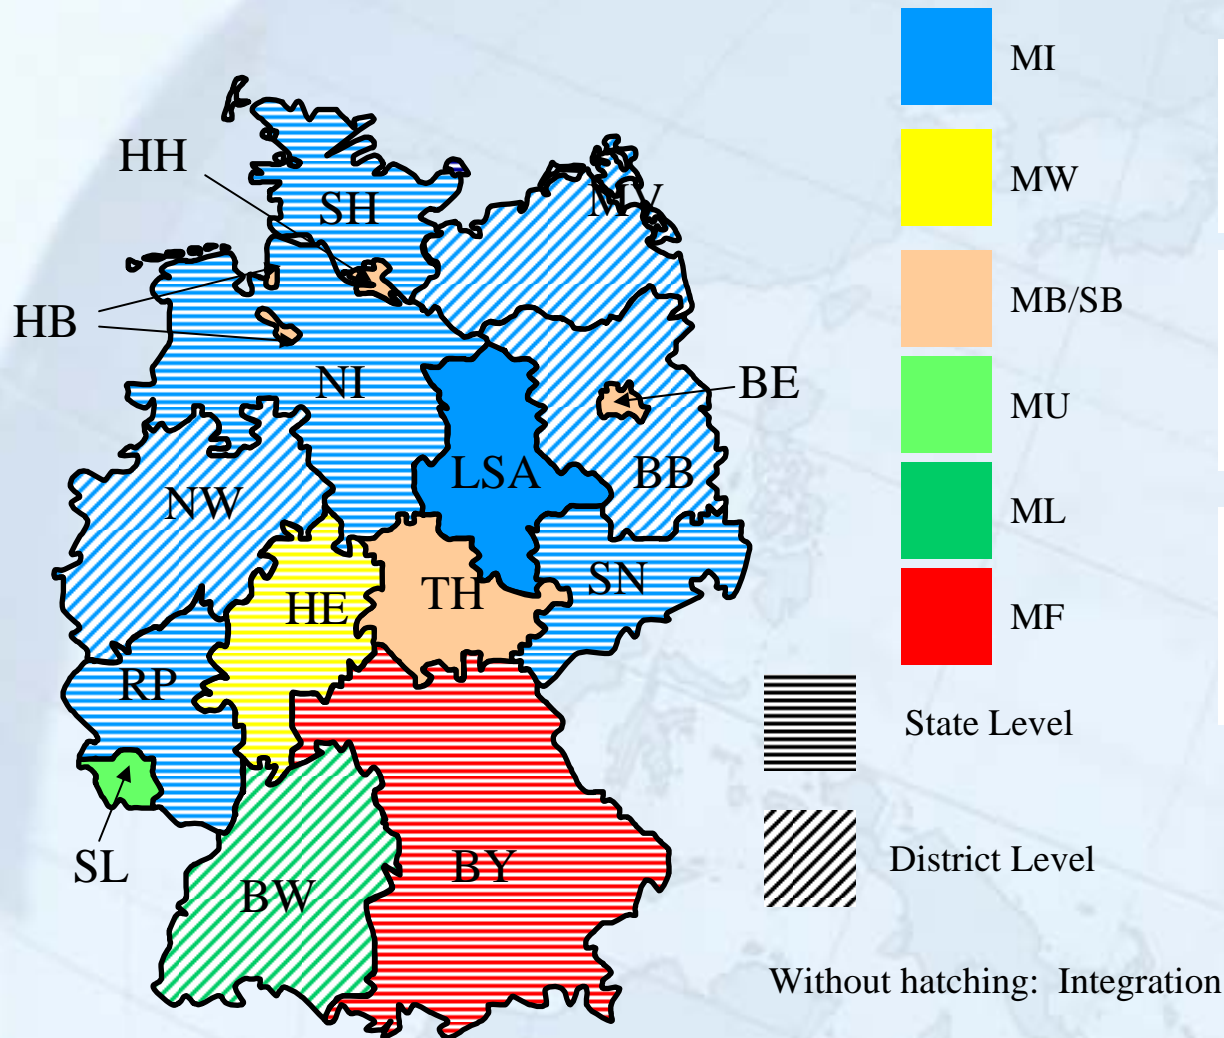 HH
SH
MV
HB
NI
BE
LSA
BB
NW
SN
TH
HE
RP
SL
BW
BY
MI
MW
MB/SB
MU
ML
MF
State Level
District Level
Without hatching: Integration